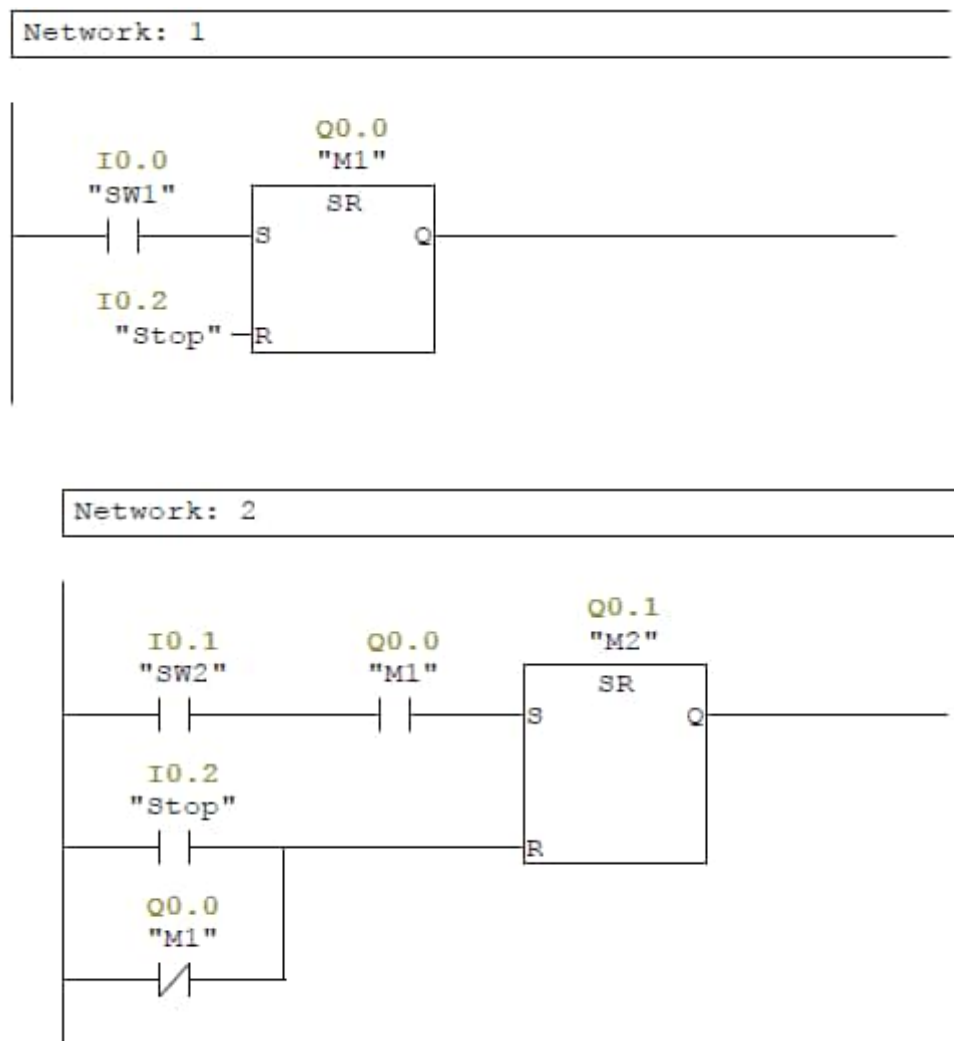 Network: 1
Q0.0
I0.0 "M1"
"SW1" SR
S Q
I0.2
"Stop" R
Network: 2
Q0.1
I0.1 Q0.0 "M2"
"SW2" "M1" SR
S Q
I0.2
"Stop"
R
Q0.0
"M1"